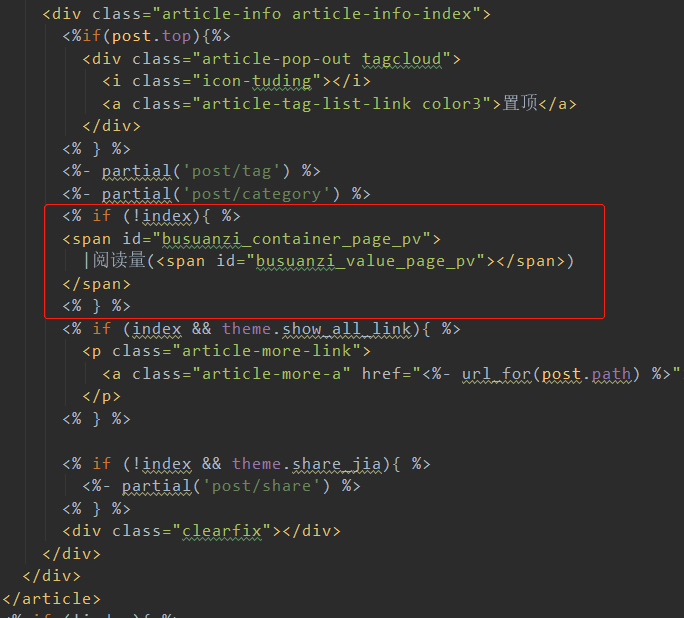 <div class="article-info article-info-index">
<%if(post.top){%>
<div class="article-pop-out tagcloud">
<i class="icon-tuding"></i>
<a class="article-tag-list-link color3">置顶</a>
</div>
<% } %>
<%- partial('post/tag') %>
<%- partial('post/category') %>
<% if (!index){ %>
<span id="busuanzi_container_page_pv">
|阅读量(<span id="busuanzi_value_page_pv"></span>)
</span>
<% } %>
<% if (index && theme.show_all_link){ %>
<p class="article-more-link">
<a class="article-more-a" href="<%- url_for(post.path) %>"
</p>
<% } %>
<% if (!index && theme.share_jia){ %>
<%- partial('post/share') %>
<% } %>
<div class="clearfix"></div>
</div>
</div>
</article>